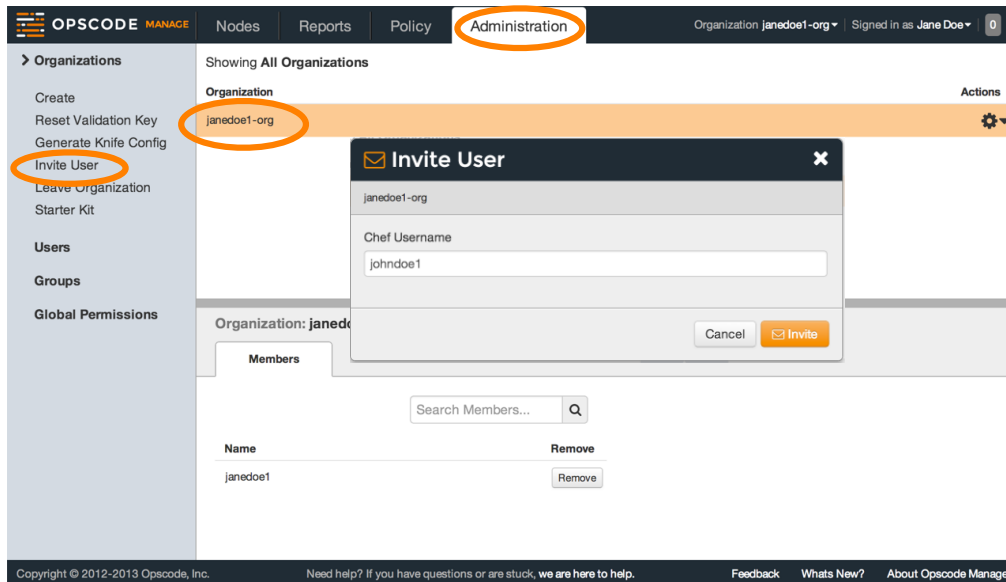 OPSCODE MANAGE Nodes Reports Policy Administration Organization janedoe1-org Signed in as Jane Doe 0
Organizations
Create
Reset Validation Key
Generate Knife Config
Invite User
Leave Organization
Starter Kit
Users
Groups
Global Permissions
Showing All Organizations
Organization Actions
janedoe1-org
Invite User
janedoe1-org
Chef Username
johndoe1
Cancel Invite
Organization:
Members
Search Members...
Name Remove
janedoe1 Remove
Copyright © 2012-2013 Opscode, Inc. Need help? If you have questions or are stuck, we are here to help. Feedback Whats New? About Opscode Manage